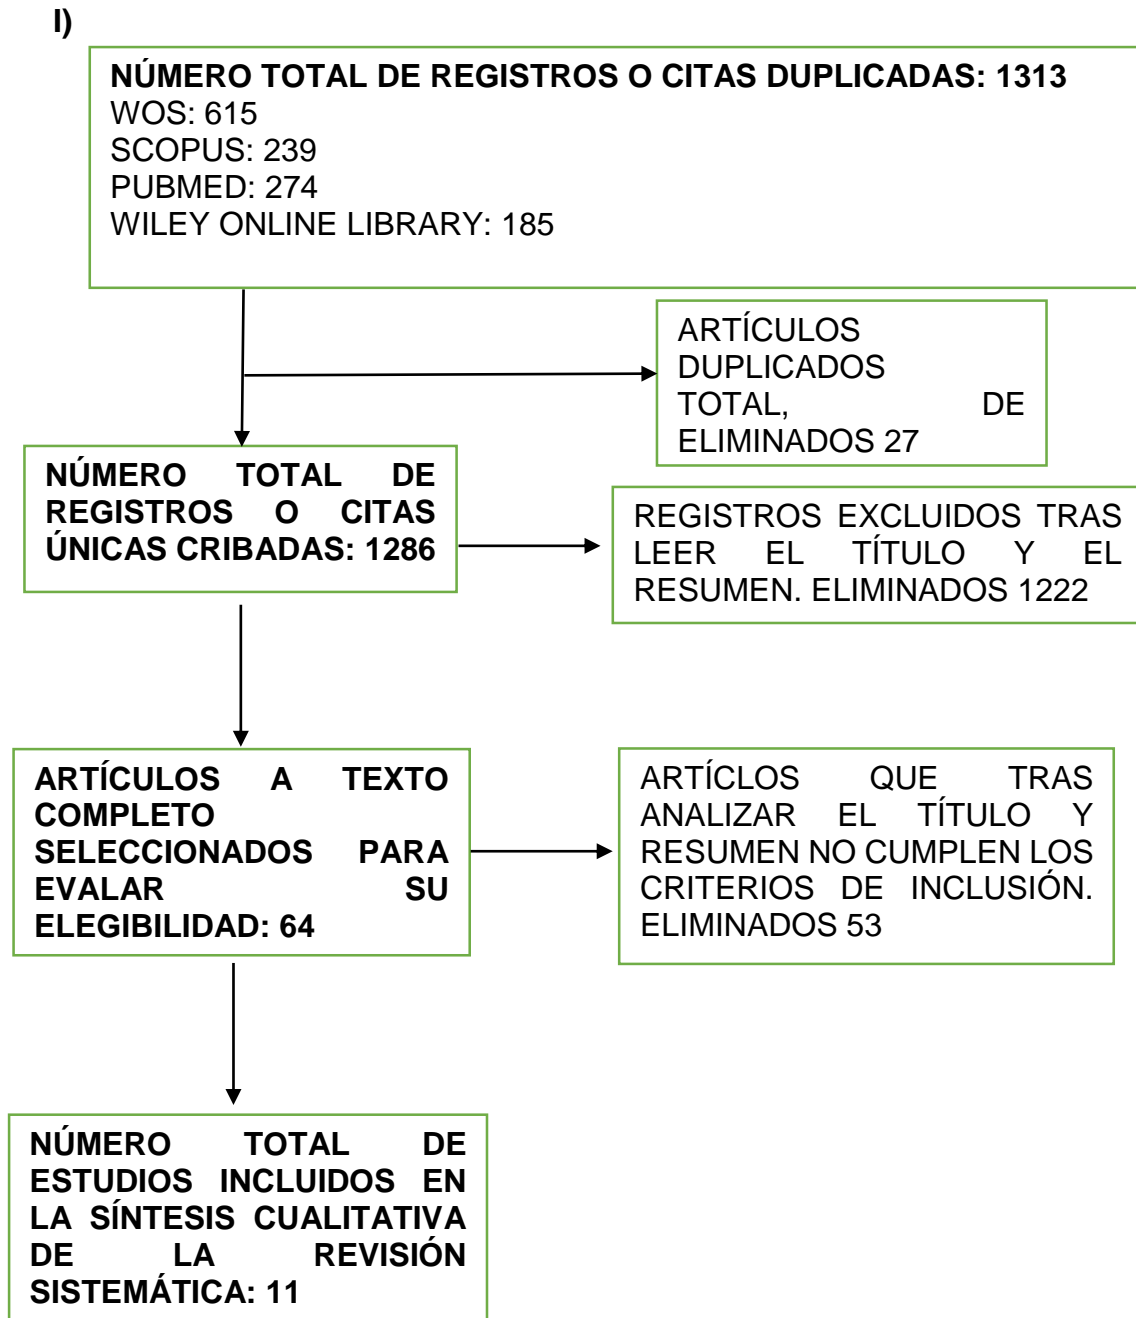 I)
NÚMERO TOTAL DE REGISTROS O CITAS DUPLICADAS: 1313
WOS: 615
SCOPUS: 239
PUBMED: 274
WILEY ONLINE LIBRARY: 185
ARTÍCULOS
DUPLICADOS
TOTAL, DE
ELIMINADOS 27
NÚMERO TOTAL DE
REGISTROS O CITAS
ÚNICAS CRIBADAS: 1286
REGISTROS EXCLUIDOS TRAS
LEER EL TÍTULO Y EL
RESUMEN. ELIMINADOS 1222
ARTÍCULOS A TEXTO
COMPLETO
SELECCIONADOS PARA
EVALAR SU
ELEGIBILIDAD: 64
ARTÍCLOS QUE TRAS
ANALIZAR EL TÍTULO Y
RESUMEN NO CUMPLEN LOS
CRITERIOS DE INCLUSIÓN.
ELIMINADOS 53
NÚMERO TOTAL DE
ESTUDIOS INCLUIDOS EN
LA SÍNTESIS CUALITATIVA
DE LA REVISIÓN
SISTEMÁTICA: 11